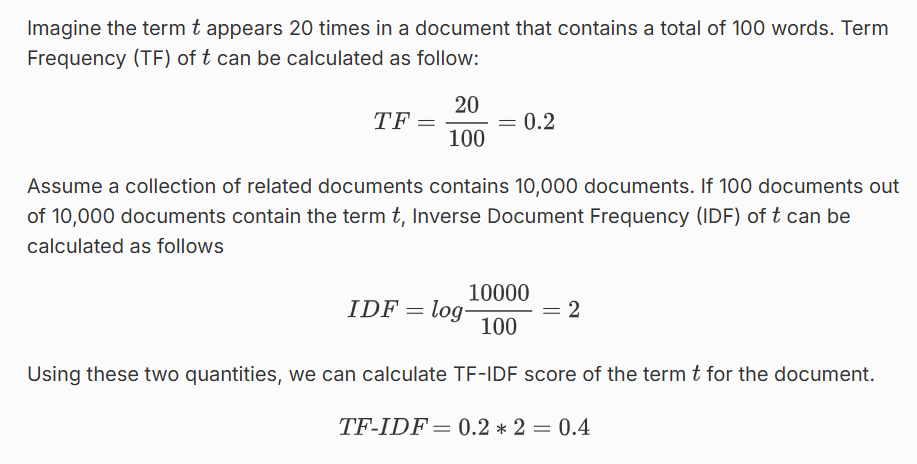 Imagine the term t appears 20 times in a document that contains a total of 100 words. Term
Frequency (TF) of t can be calculated as follow:
TF = 20/100 = 0.2
Assume a collection of related documents contains 10,000 documents. If 100 documents out
of 10,000 documents contain the term t, Inverse Document Frequency (IDF) of t can be
calculated as follows
IDF = log 10000/100 = 2
Using these two quantities, we can calculate TF-IDF score of the term t for the document.
TF-IDF = 0.2 * 2 = 0.4